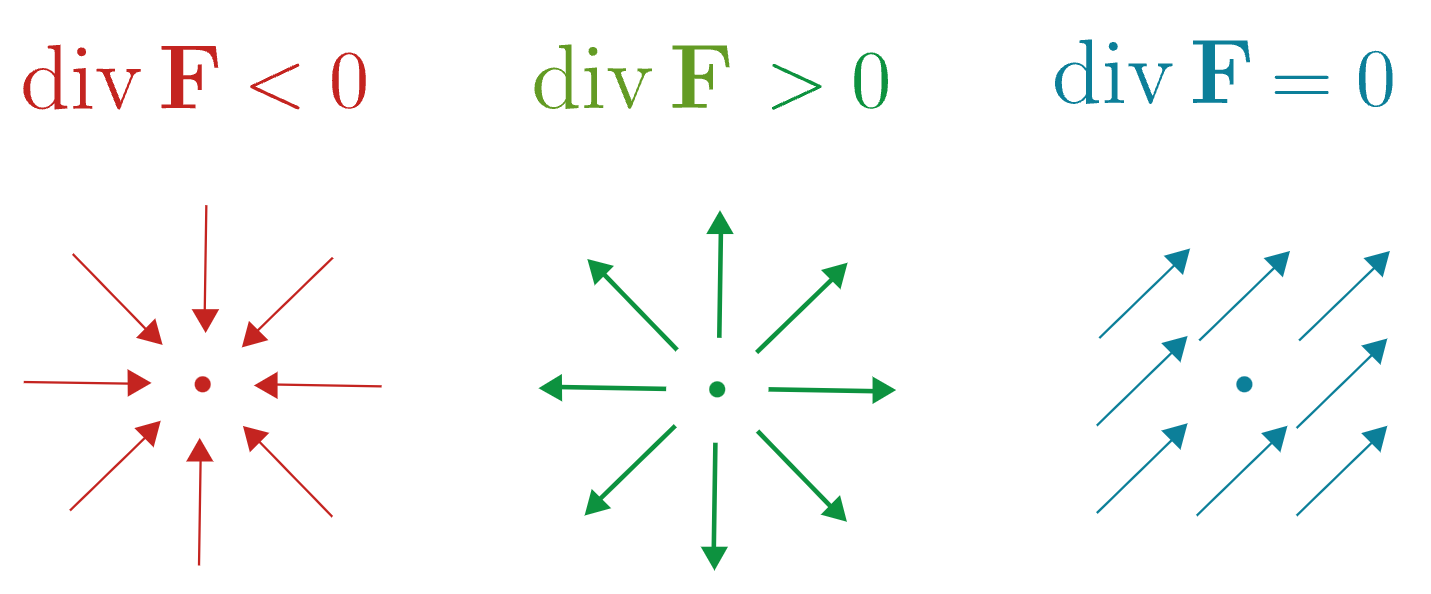 div F < 0
div F > 0
div F = 0